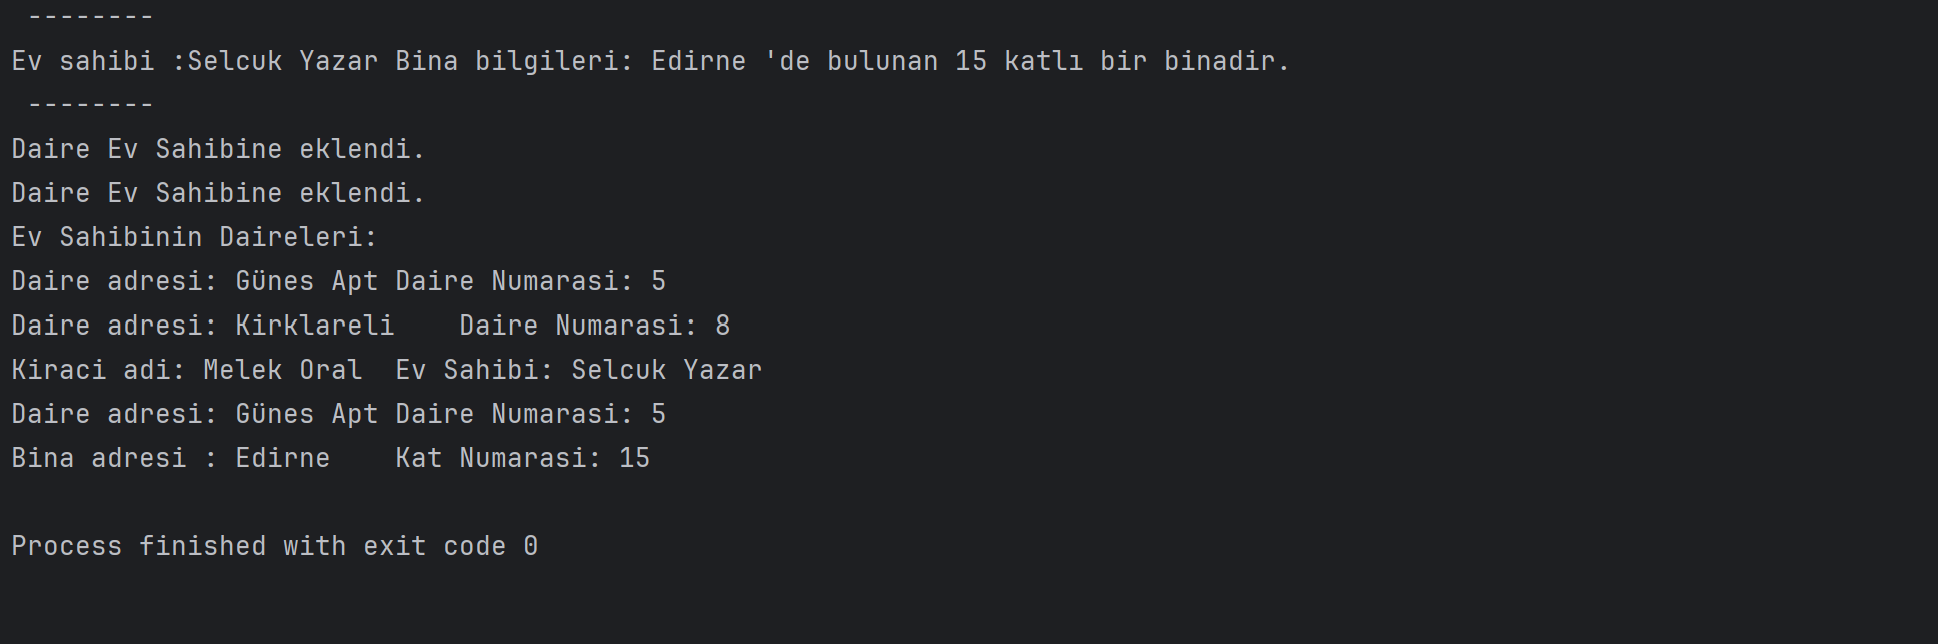 --------
Ev sahibi :Selcuk Yazar Bina bilgileri: Edirne 'de bulunan 15 katlı bir binadir.
--------
Daire Ev Sahibine eklendi.
Daire Ev Sahibine eklendi.
Ev Sahibinin Daireleri:
Daire adresi: Günes Apt Daire Numarasi: 5
Daire adresi: Kirklareli    Daire Numarasi: 8
Kiraci adi: Melek Oral  Ev Sahibi: Selcuk Yazar
Daire adresi: Günes Apt Daire Numarasi: 5
Bina adresi : Edirne    Kat Numarasi: 15
Process finished with exit code 0